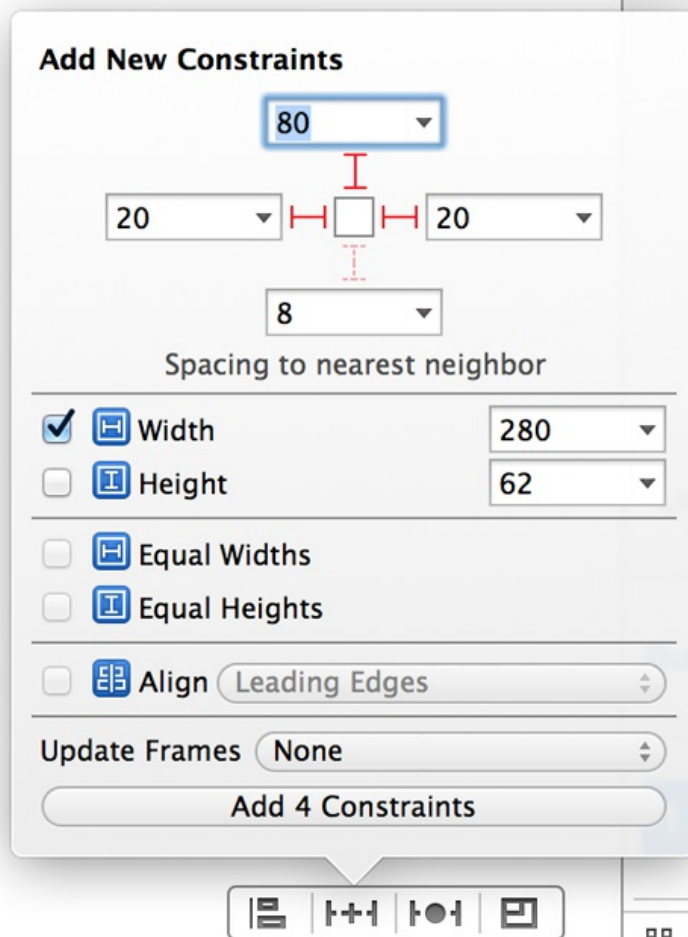 Add New Constraints
80
20 20
8
Spacing to nearest neighbor
Width 280
Height 62
Equal Widths
Equal Heights
Align Leading Edges
Update Frames None
Add 4 Constraints